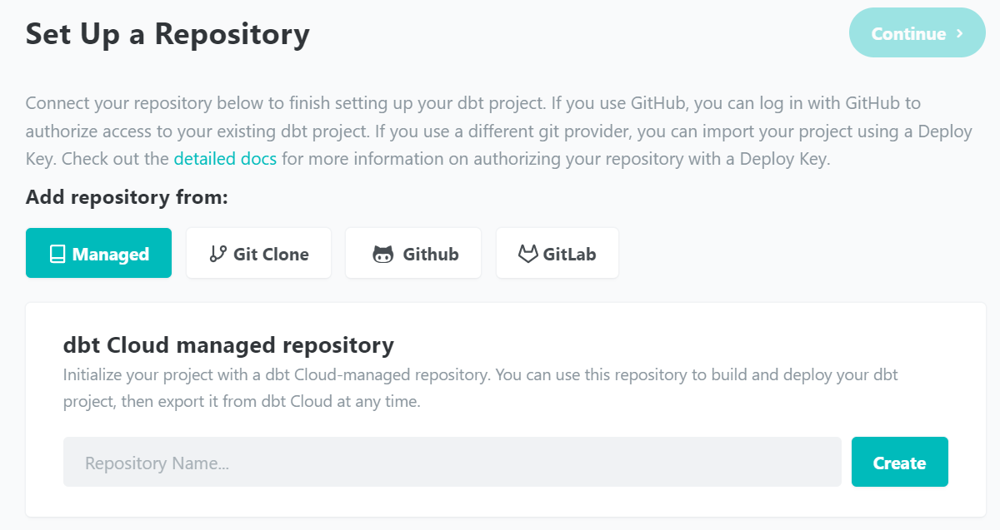 Set Up a Repository
Continue
Connect your repository below to finish setting up your dbt project. If you use GitHub, you can log in with GitHub to
authorize access to your existing dbt project. If you use a different git provider, you can import your project using a Deploy
Key. Check out the detailed docs for more information on authorizing your repository with a Deploy Key.
Add repository from:
Managed
Git Clone
Github
GitLab
dbt Cloud managed repository
Initialize your project with a dbt Cloud-managed repository. You can use this repository to build and deploy your dbt
project, then export it from dbt Cloud at any time.
Repository Name...
Create